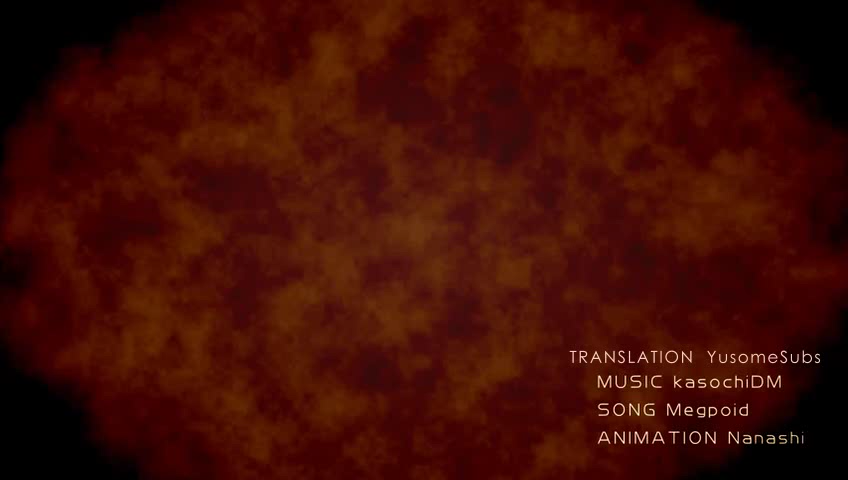 TRANSLATION YusomeSubs
MUSIC kasochiDM
SONG Megpoid
ANIMATION Nanashi